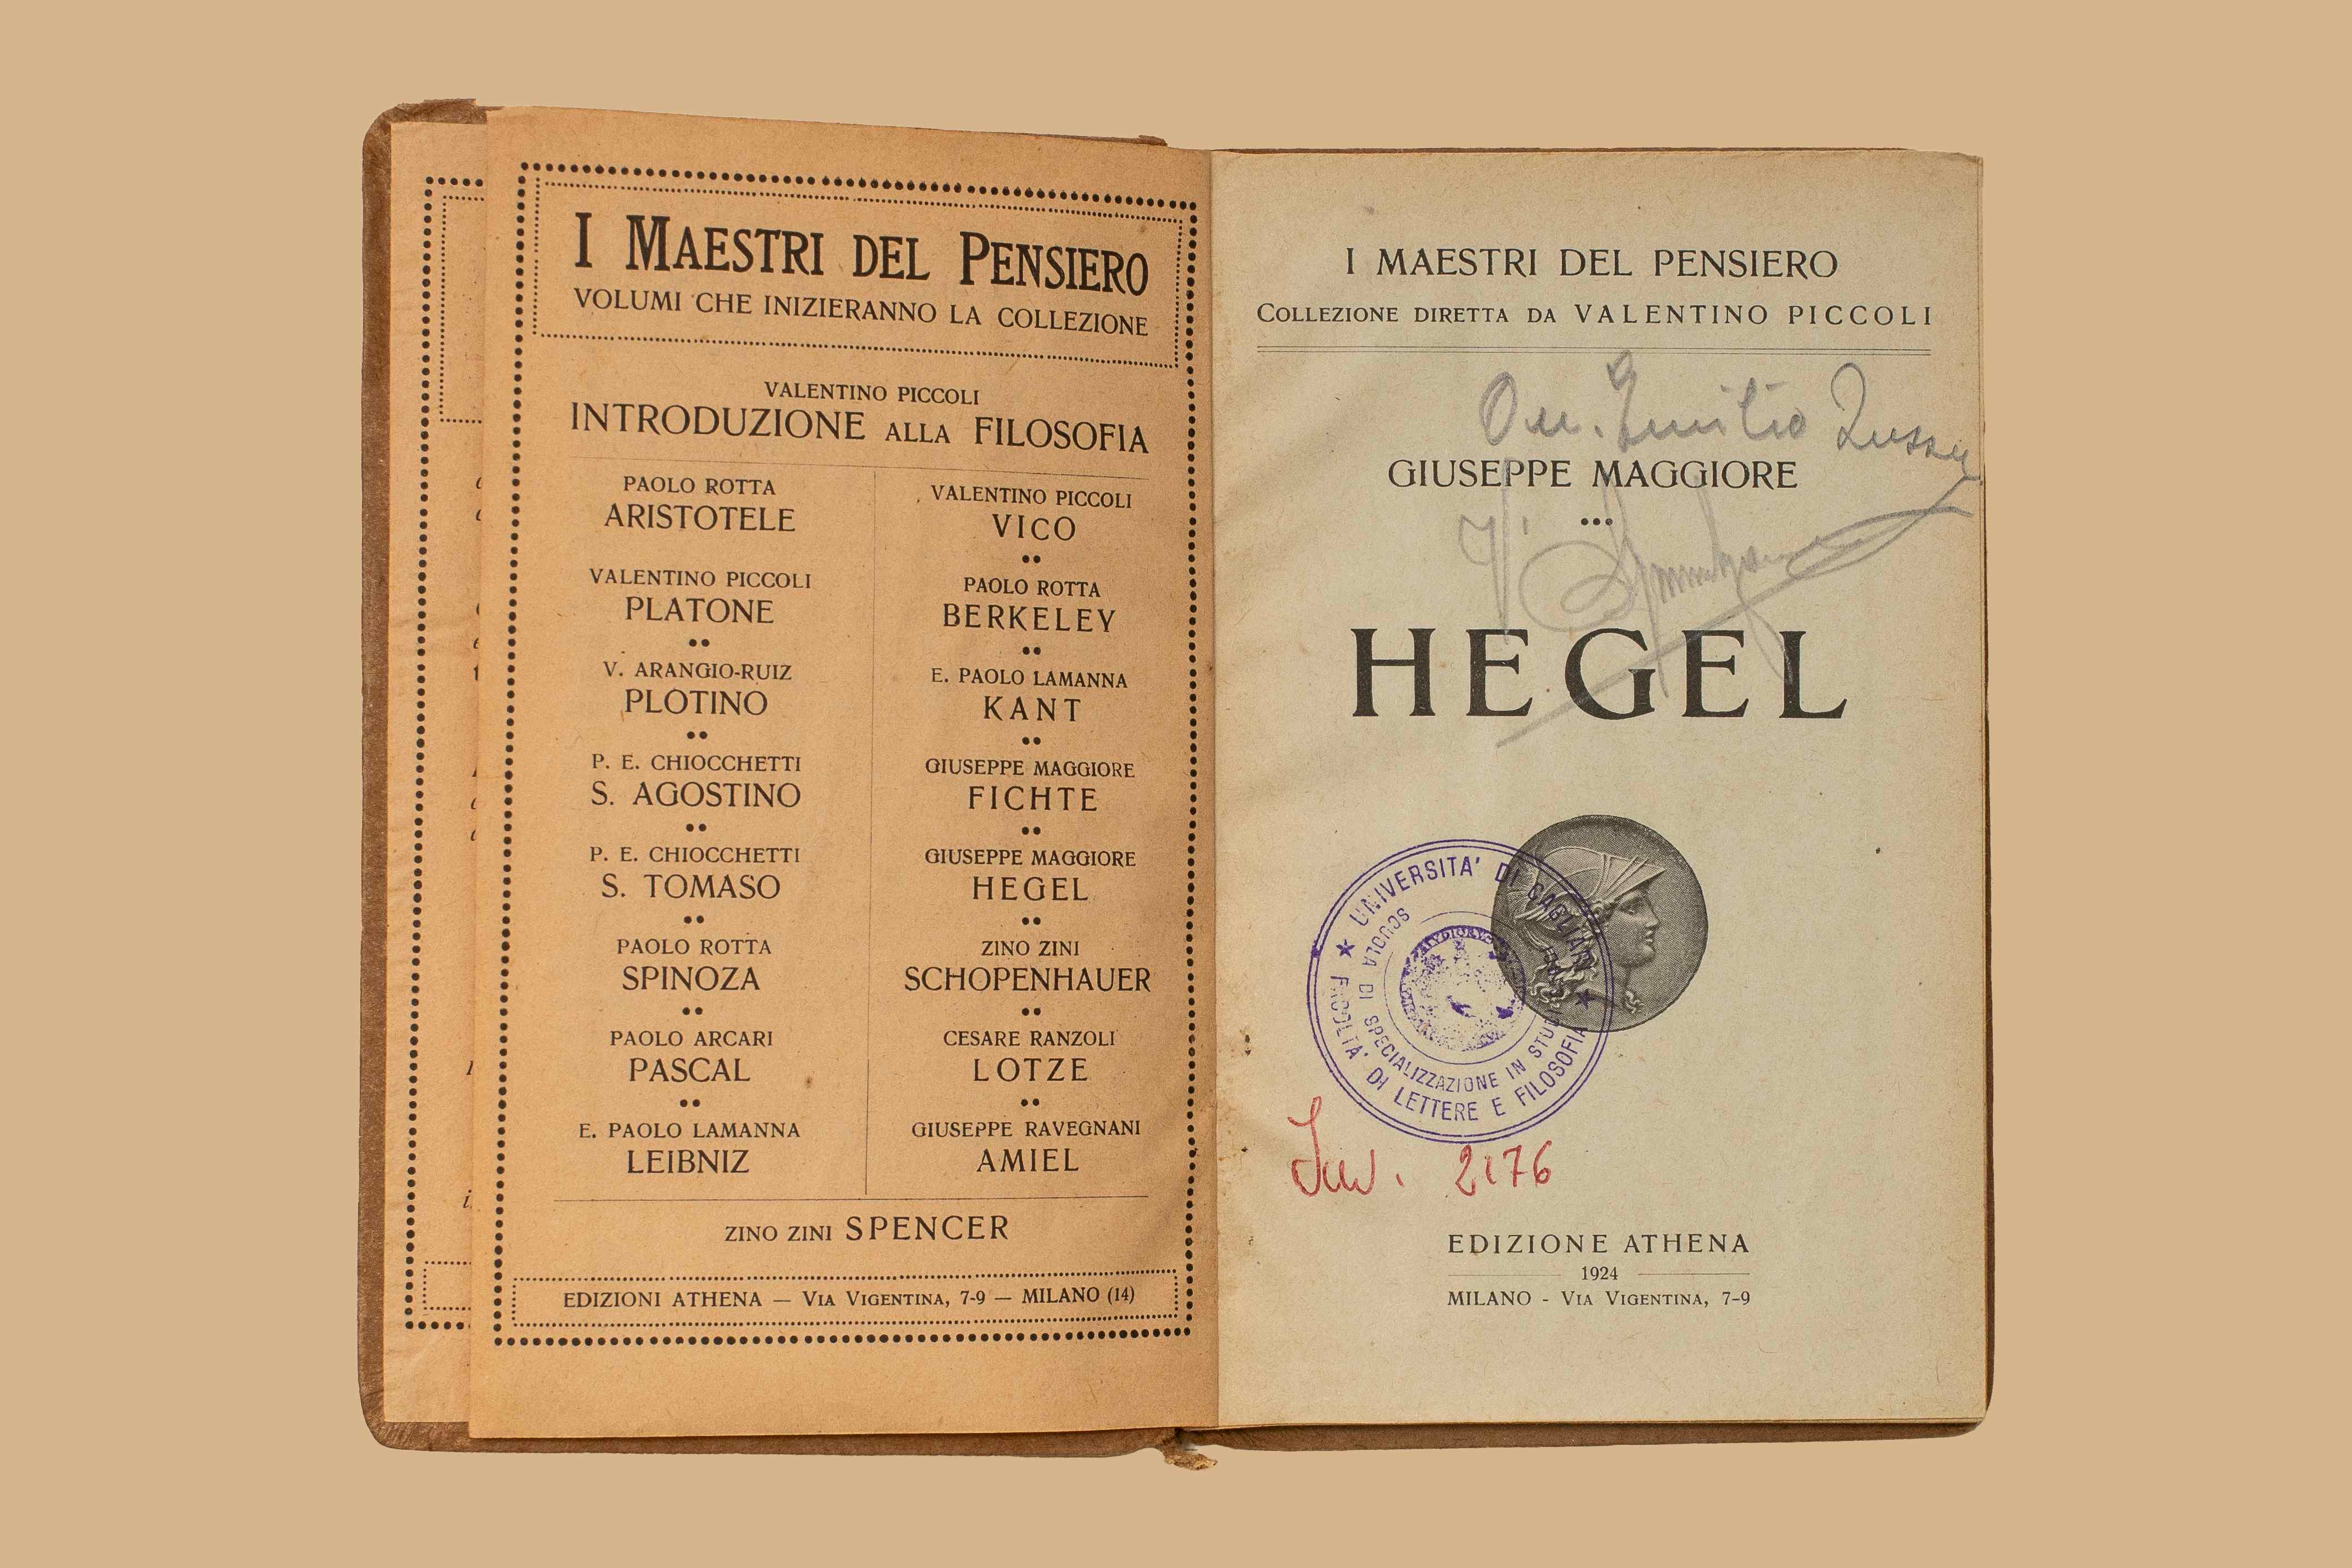 I MAESTRI DEL PENSIERO
VOLUMI CHE INIZIERANNO LA COLLEZIONE
VALENTINO PICCOLI
INTRODUZIONE ALLA FILOSOFIA
PAOLO ROTTA
ARISTOTELE
VALENTINO PICCOLI
PLATONE
V. ARANGIO-RUIZ
PLOTINO
P. E. CHIOCCHETTI
S. AGOSTINO
P. E. CHIOCCHETTI
S. TOMASO
PAOLO ROTTA
SPINOZA
PAOLO ARCARI
PASCAL
E. PAOLO LAMANNA
LEIBNIZ
VALENTINO PICCOLI
VICO
PAOLO ROTTA
BERKELEY
E. PAOLO LAMANNA
KANT
GIUSEPPE MAGGIORE
FICHTE
GIUSEPPE MAGGIORE
HEGEL
ZINO ZINI
SCHOPENHAUER
CESARE RANZOLI
LOTZE
GIUSEPPE RAVEGNANI
AMIEL
ZINO ZINI SPENCER
EDIZIONI ATHENA — VIA VIGENTINA, 7-9 — MILANO (14)
I MAESTRI DEL PENSIERO
COLLEZIONE DIRETTA DA VALENTINO PICCOLI
On. Emilio Lussu
GIUSEPPE MAGGIORE
HEGEL
UNIVERSITA' DI CAGLIARI
FACOLTA' DI LETTERE E FILOSOFIA
SCUOLA DI SPECIALIZZAZIONE IN STUDI
Inv. 2176
EDIZIONE ATHENA
1924
MILANO - VIA VIGENTINA, 7-9